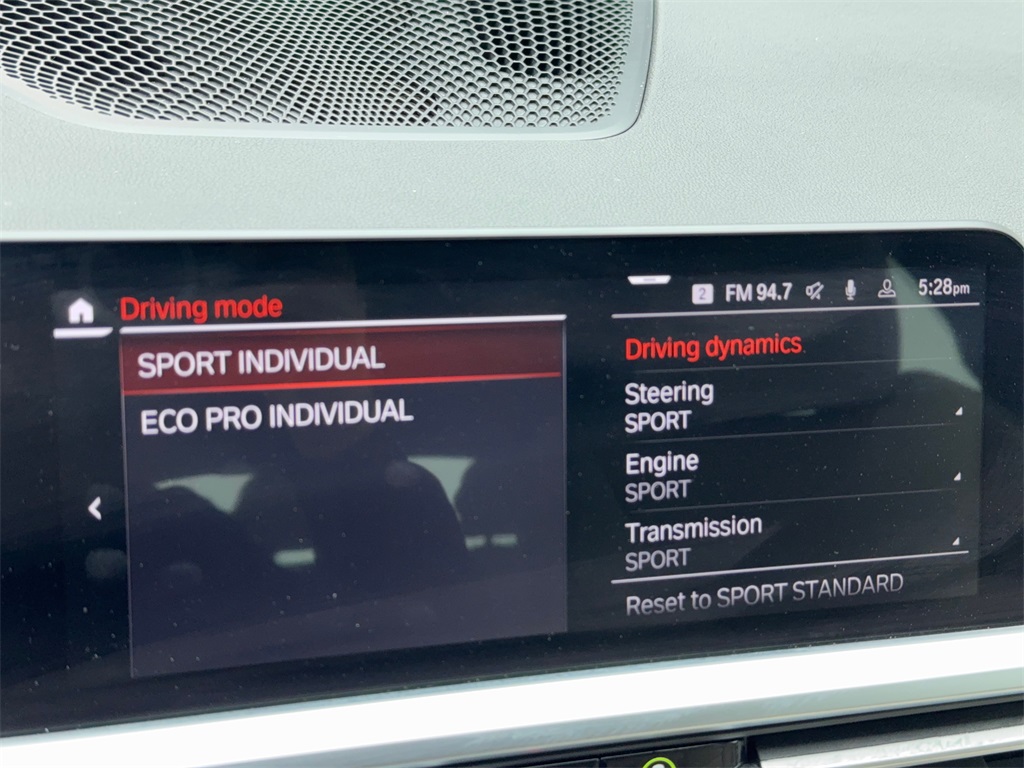 2 FM 94.7 5:28pm
Driving mode
SPORT INDIVIDUAL
ECO PRO INDIVIDUAL
Driving dynamics
Steering
SPORT
Engine
SPORT
Transmission
SPORT
Reset to SPORT STANDARD